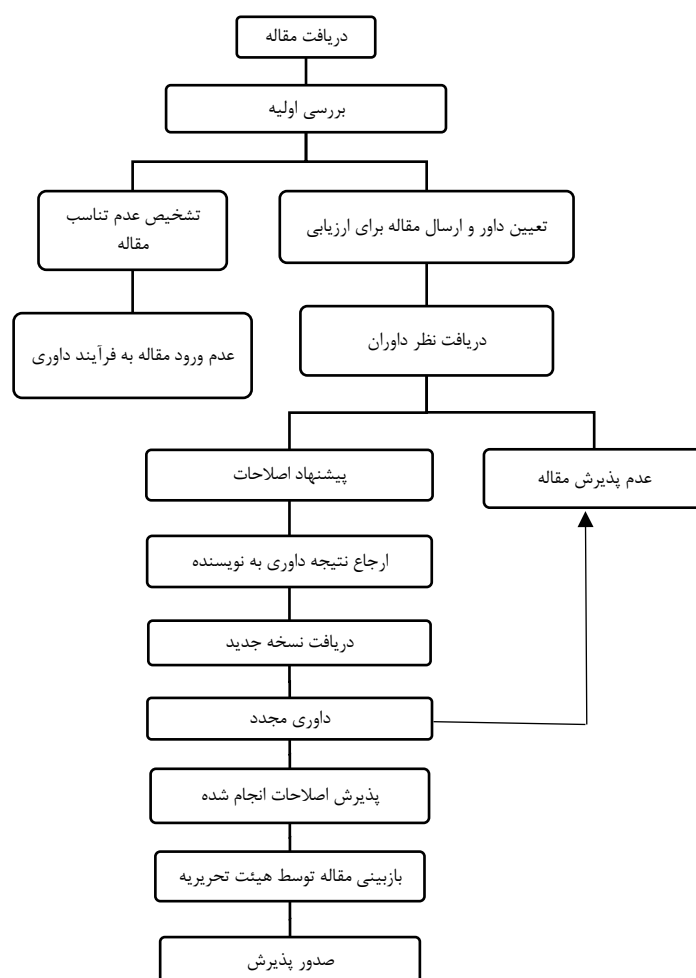 دریافت مقاله
بررسی اولیه
تشخیص عدم تناسب
مقاله
تعیین داور و ارسال مقاله برای ارزیابی
عدم ورود مقاله به فرآیند داوری
دریافت نظر داوران
پیشنهاد اصلاحات
عدم پذیرش مقاله
ارجاع نتیجه داوری به نویسنده
دریافت نسخه جدید
داوری مجدد
پذیرش اصلاحات انجام شده
بازبینی مقاله توسط هیئت تحریریه
صدور پذیرش